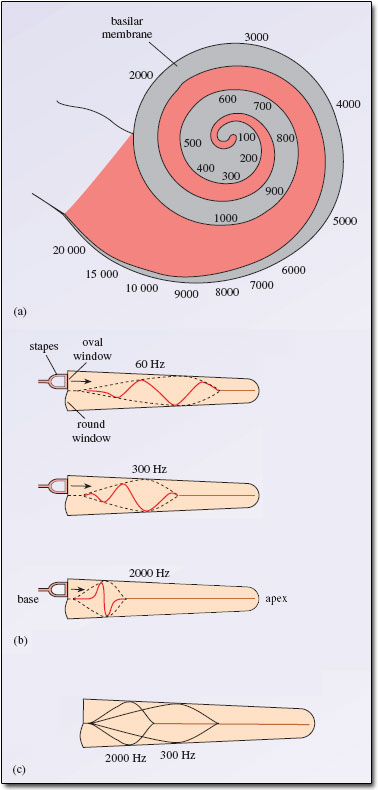 basilar
membrane
3000
2000
4000
600
700
100
800
500
200
400
300
900
1000
5000
20 000
15 000
10 000
9000
8000
7000
6000
(a)
stapes
oval
window
60 Hz
round
window
300 Hz
2000 Hz
base
apex
(b)
2000 Hz
300 Hz
(c)